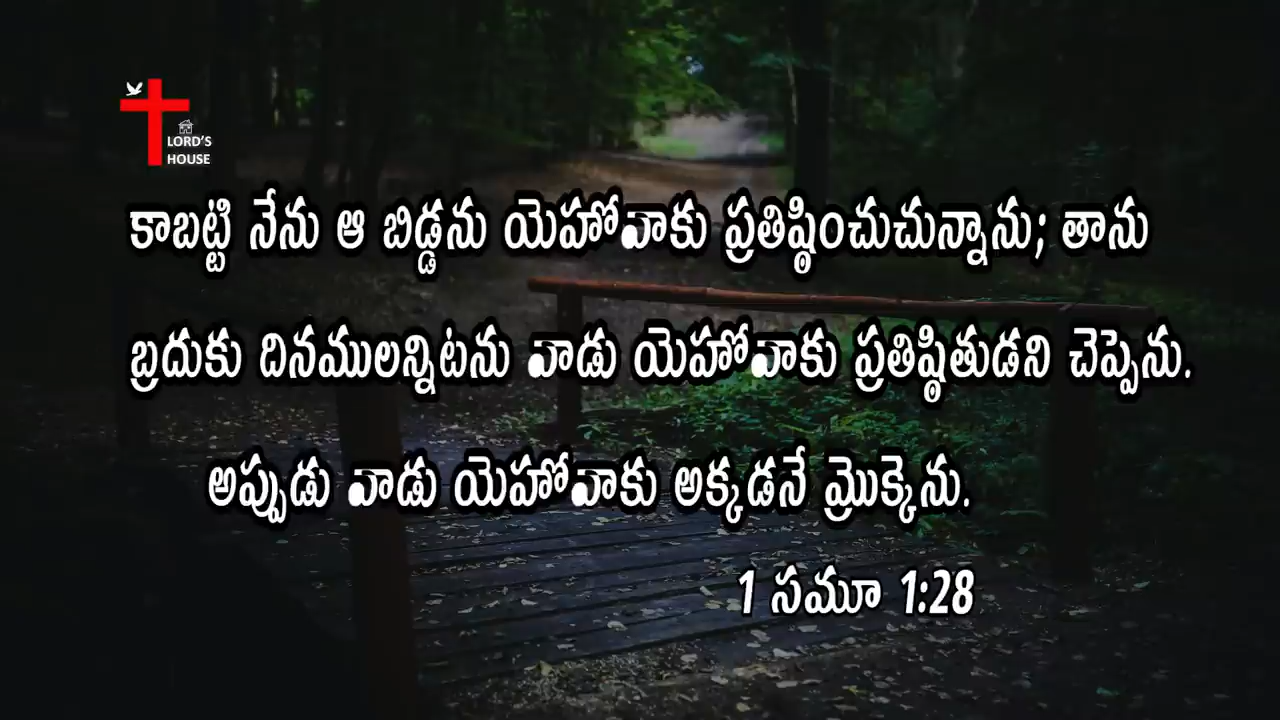 LORD'S
HOUSE
కాబట్టి నేను ఆ బిడ్డను యెహోవాకు ప్రతిష్ఠించుచున్నాను; తాను
బ్రదుకు దినములన్నిటను వాడు యెహోవాకు ప్రతిష్ఠితుడని చెప్పెను.
అప్పుడు వాడు యెహోవాకు అక్కడనే మ్రొక్కెను.
1 సమూ 1:28